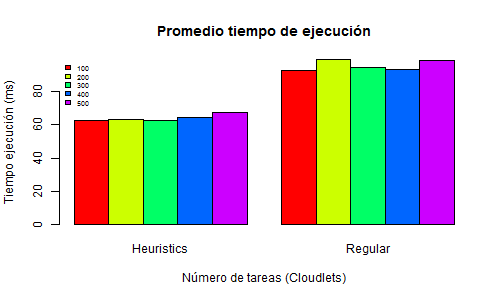 Promedio tiempo de ejecución
100
200
300
400
500
Tiempo ejecución (ms)
80
60
40
20
0
Heuristics
Regular
Número de tareas (Cloudlets)